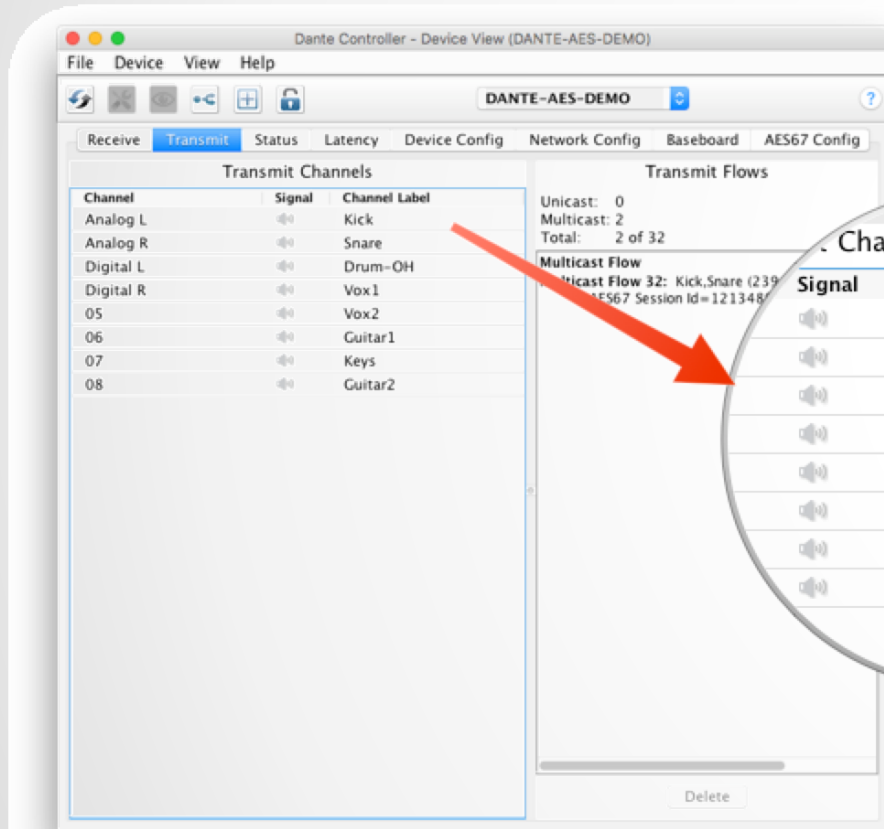 Dante Controller - Device View (DANTE-AES-DEMO)
File Device View Help
DANTE-AES-DEMO
?
Receive Transmit Status Latency Device Config Network Config Baseboard AES67 Config
Transmit Channels
Channel Signal Channel Label
Analog L Kick
Analog R Snare
Digital L Drum-OH
Digital R Vox1
05 Vox2
06 Guitar1
07 Keys
08 Guitar2
Transmit Flows
Unicast: 0
Multicast: 2
Total: 2 of 32
Multicast Flow
Flow 32: Kick,Snare (239
Session Id=12134
Delete
Cha
Signal